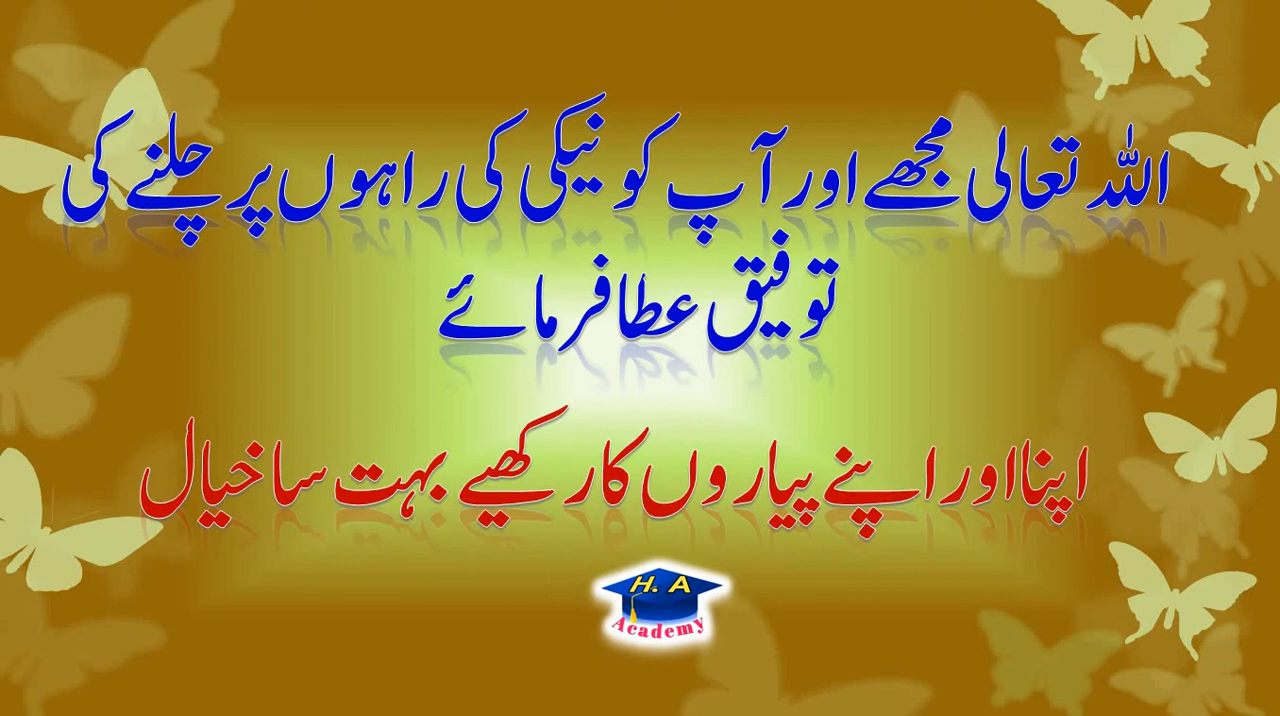 اللہ تعالی مجھے اور آپ کو نیکی کی راہوں پر چلنے کی
توفیق عطا فرمائے
اپنا اور اپنے پیاروں کا رکھیے بہت سا خیال
H. A
Academy